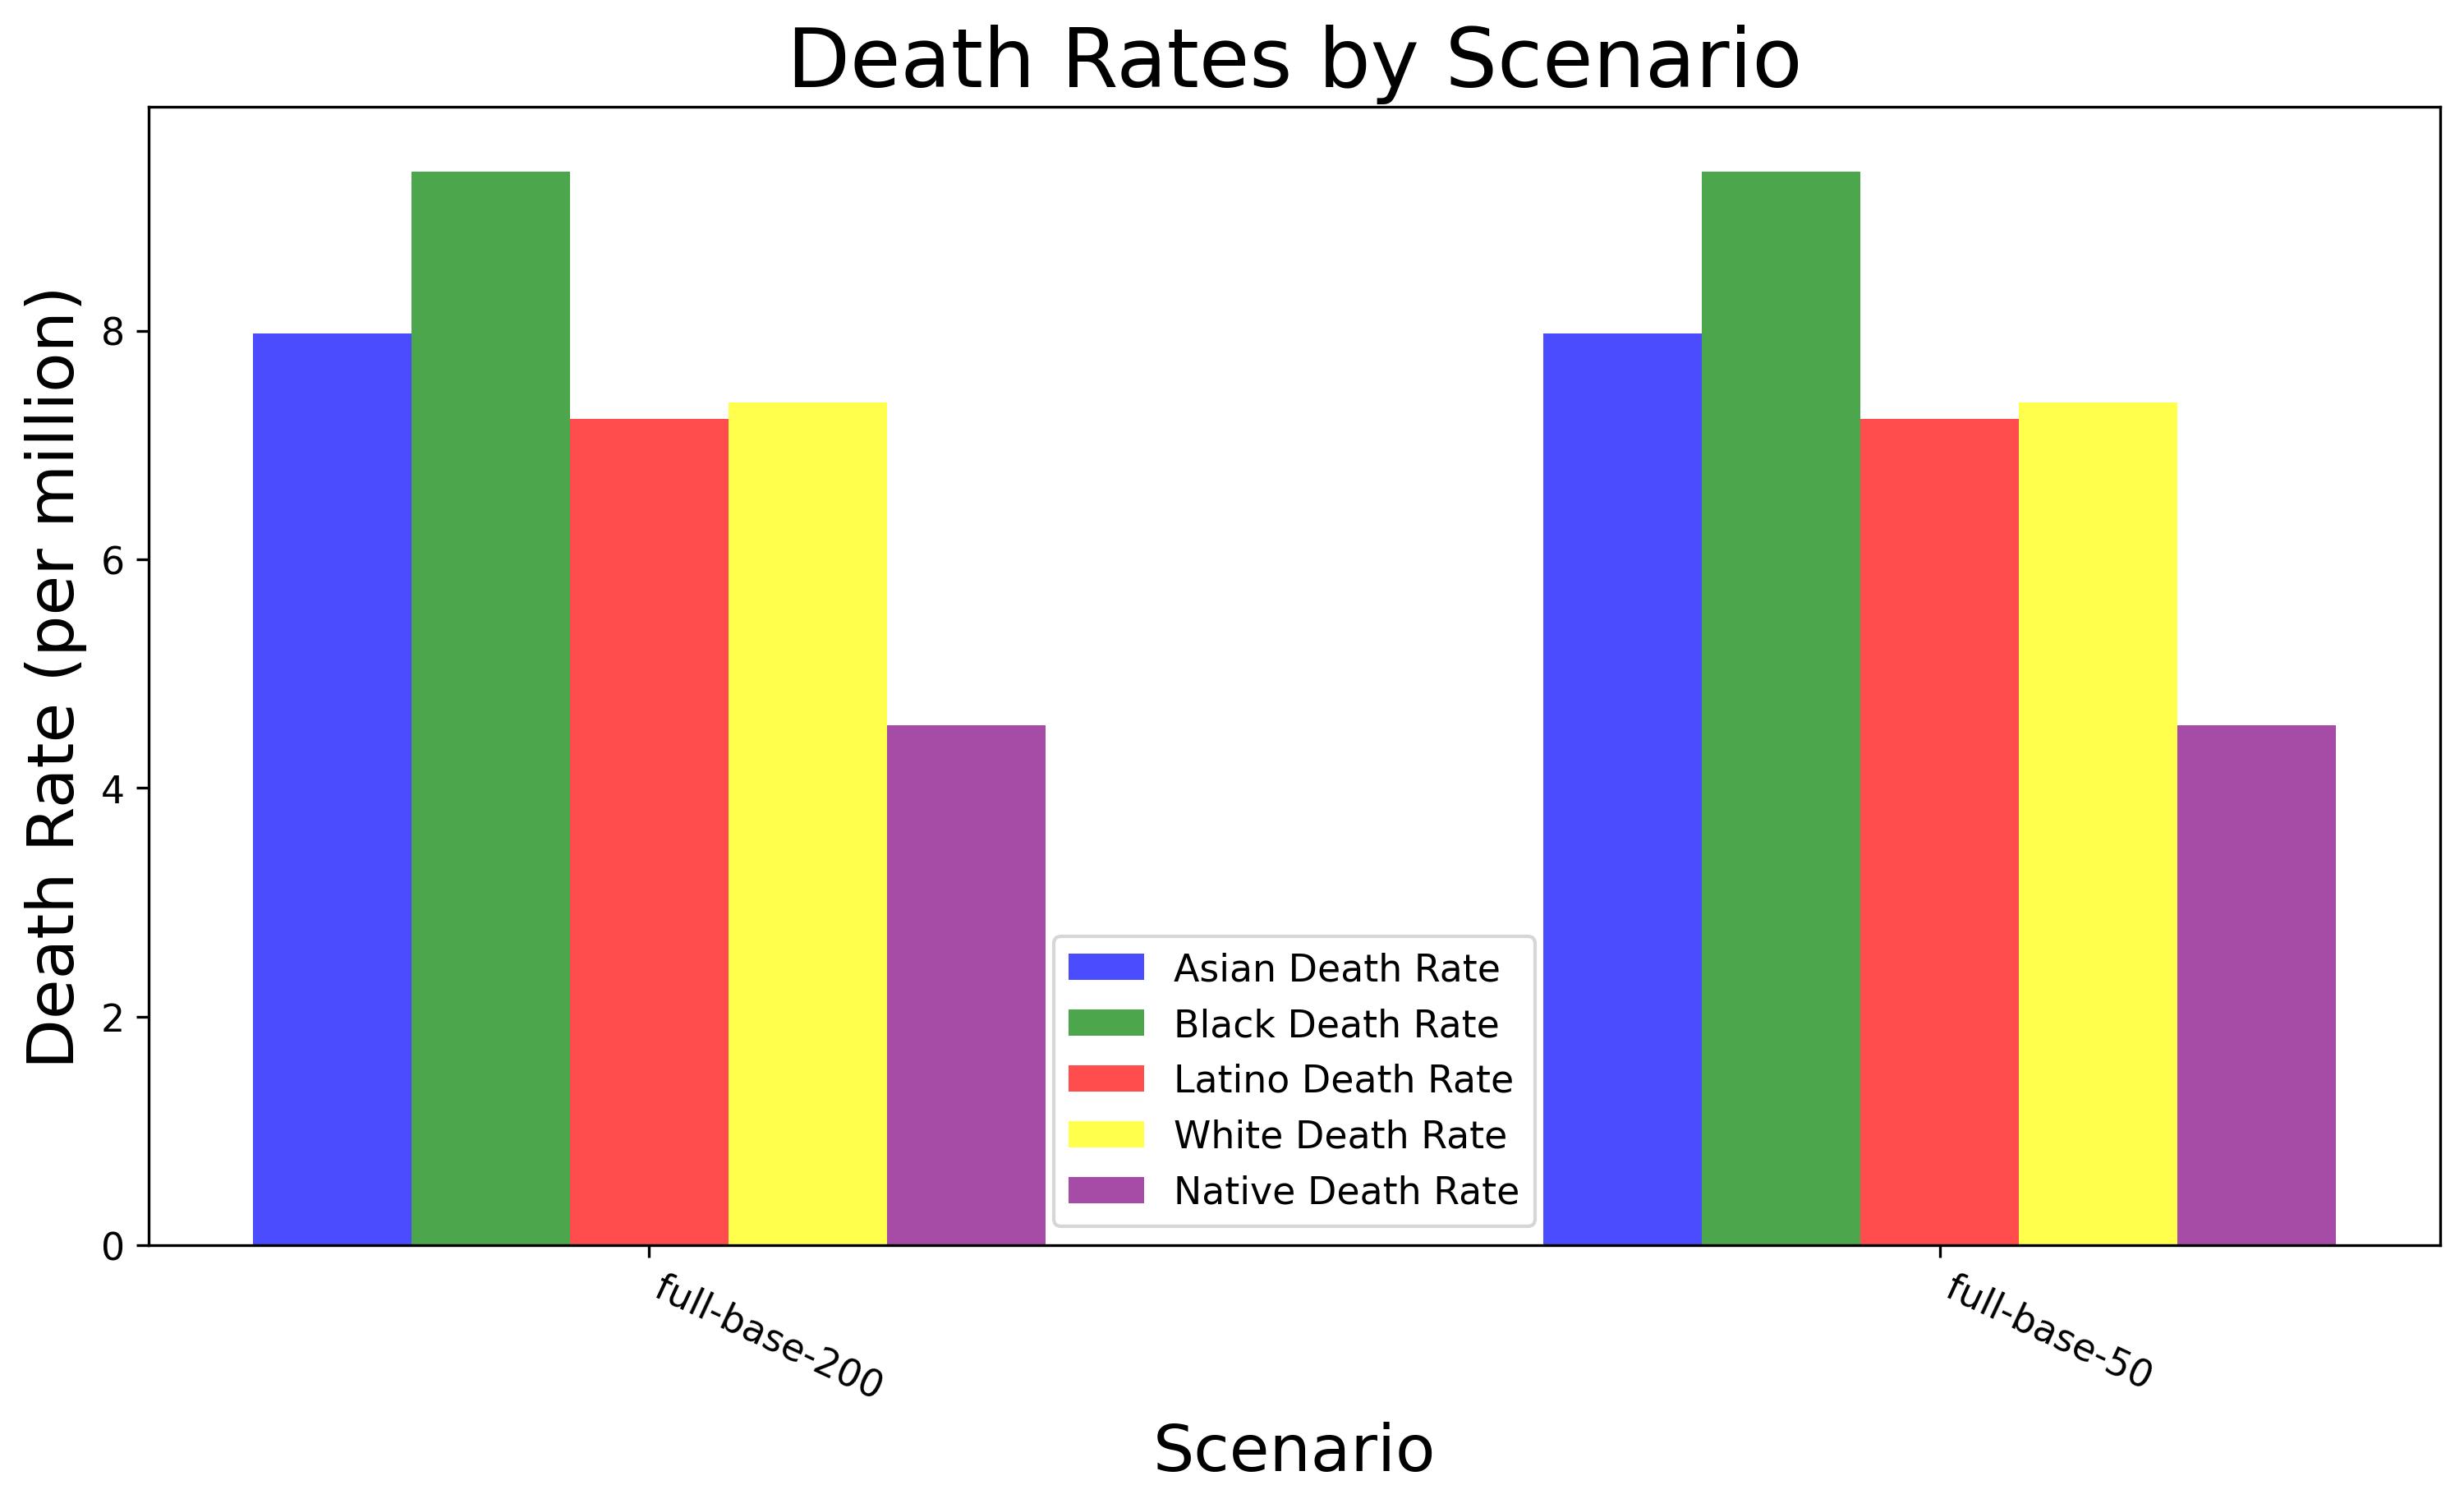 Death Rates by Scenario
Death Rate (per million)
8
6
4
2
0
Asian Death Rate
Black Death Rate
Latino Death Rate
White Death Rate
Native Death Rate
full-base-200
full-base-50
Scenario